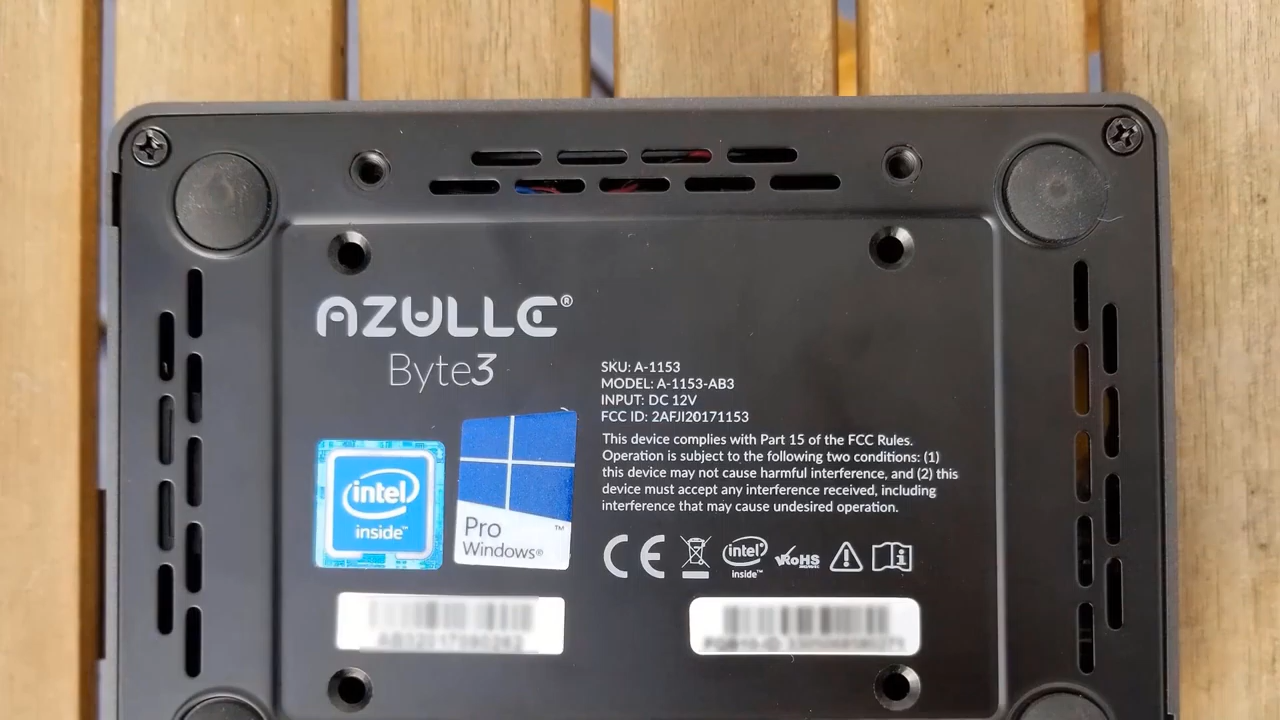 AZULLE®
Byte3
SKU: A-1153
MODEL: A-1153-AB3
INPUT: DC 12V
FCC ID: 2AFJI20171153
This device complies with Part 15 of the FCC Rules.
Operation is subject to the following two conditions: (1)
this device may not cause harmful interference, and (2) this
device must accept any interference received, including
interference that may cause undesired operation.
intel
inside™
Pro ™
Windows®
CE
intel
inside™
RoHS